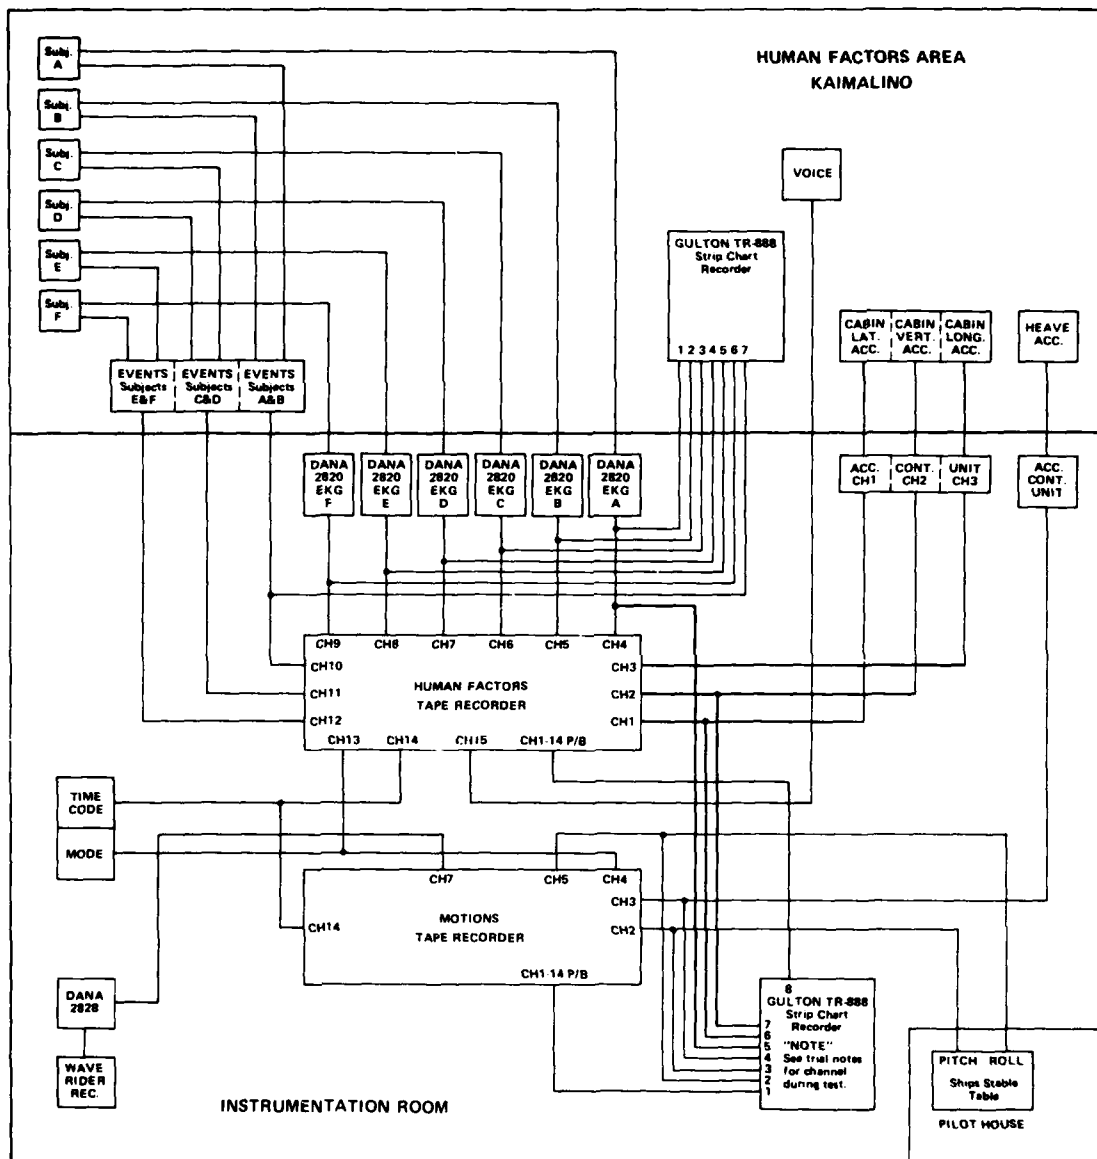 HUMAN FACTORS AREA
KAIMALINO
Subj.
A
Subj.
B
Subj.
C
Subj.
D
Subj.
E
Subj.
F
VOICE
GULTON TR-888
Strip Chart
Recorder
1 2 3 4 5 6 7
CABIN
LAT.
ACC.
CABIN
VERT.
ACC.
CABIN
LONG.
ACC.
HEAVE
ACC.
EVENTS
Subjects
E&F
EVENTS
Subjects
C&D
EVENTS
Subjects
A&B
DANA
2820
EKG
F
DANA
2820
EKG
E
DANA
2820
EKG
D
DANA
2820
EKG
C
DANA
2820
EKG
B
DANA
2820
EKG
A
ACC.
CH1
CONT.
CH2
UNIT
CH3
ACC.
CONT.
UNIT
CH9 CH8 CH7 CH6 CH5 CH4
CH10
CH11
CH12
HUMAN FACTORS
TAPE RECORDER
CH3
CH2
CH1
CH13 CH14 CH15 CH1-14 P/B
TIME
CODE
MODE
CH7 CH5 CH4
CH3
CH2
CH14
MOTIONS
TAPE RECORDER
CH1-14 P/B
DANA
2828
WAVE
RIDER
REC.
8
GULTON TR-888
Strip Chart
Recorder
7
6
5
4
3
2
1
"NOTE"
See trial notes
for channel
during test.
PITCH ROLL
Ships Stable
Table
PILOT HOUSE
INSTRUMENTATION ROOM